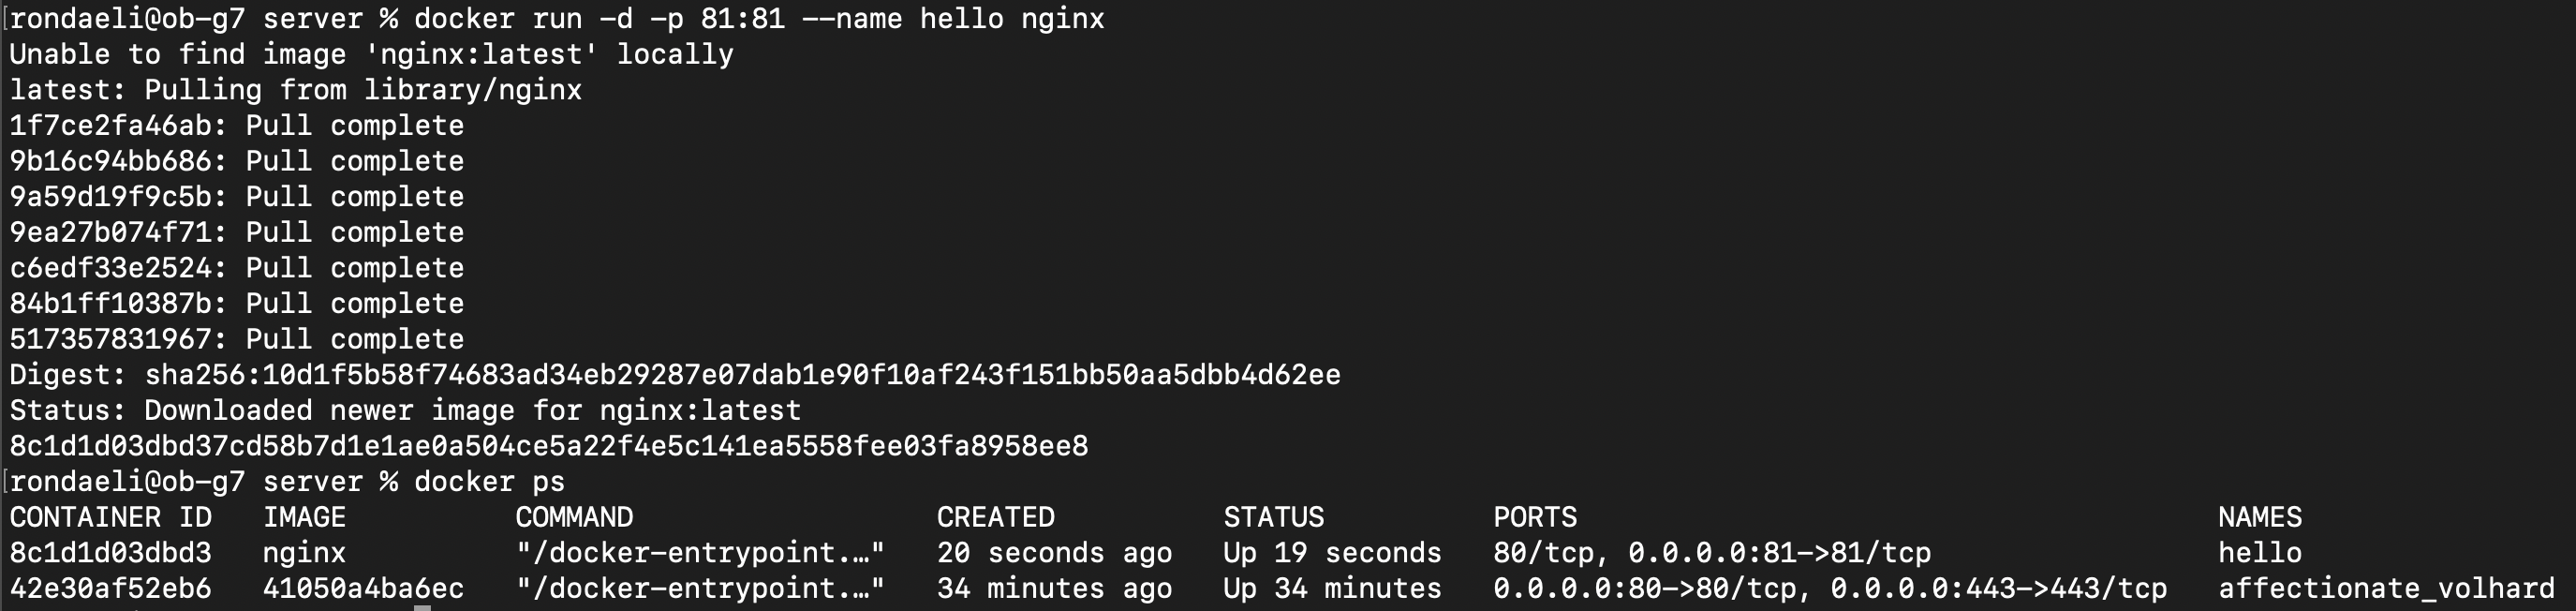 [rondaeli@ob-g7 server % docker run -d -p 81:81 --name hello nginx
Unable to find image 'nginx:latest' locally
latest: Pulling from library/nginx
1f7ce2fa46ab: Pull complete
9b16c94bb686: Pull complete
9a59d19f9c5b: Pull complete
9ea27b074f71: Pull complete
c6edf33e2524: Pull complete
84b1ff10387b: Pull complete
517357831967: Pull complete
Digest: sha256:10d1f5b58f74683ad34eb29287e07dab1e90f10af243f151bb50aa5dbb4d62ee
Status: Downloaded newer image for nginx:latest
8c1d1d03dbd37cd58b7d1e1ae0a504ce5a22f4e5c141ea5558fee03fa8958ee8
[rondaeli@ob-g7 server % docker ps
CONTAINER ID IMAGE COMMAND CREATED STATUS PORTS NAMES
8c1d1d03dbd3 nginx "/docker-entrypoint.…" 20 seconds ago Up 19 seconds 80/tcp, 0.0.0.0:81->81/tcp hello
42e30af52eb6 41050a4ba6ec "/docker-entrypoint.…" 34 minutes ago Up 34 minutes 0.0.0.0:80->80/tcp, 0.0.0.0:443->443/tcp affectionate_volhard